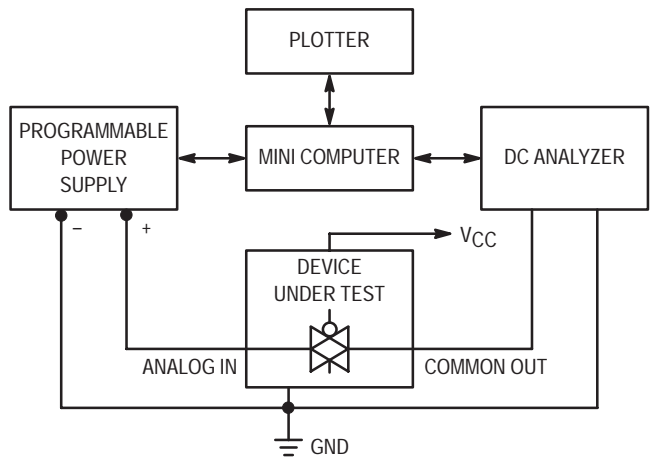 PLOTTER
PROGRAMMABLE
POWER
SUPPLY
MINI COMPUTER
DC ANALYZER
– +
VCC
DEVICE
UNDER TEST
ANALOG IN
COMMON OUT
GND